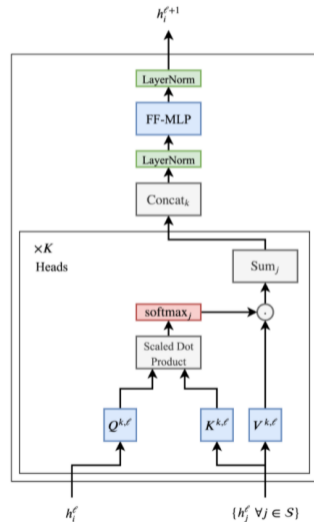 h_i^{ℓ+1}
LayerNorm
FF-MLP
LayerNorm
Concat_k
×K
Heads
Sum_j
softmax_j
.
Scaled Dot
Product
Q^{k,ℓ} K^{k,ℓ} V^{k,ℓ}
h_i^ℓ {h_j^ℓ ∀j ∈ S}